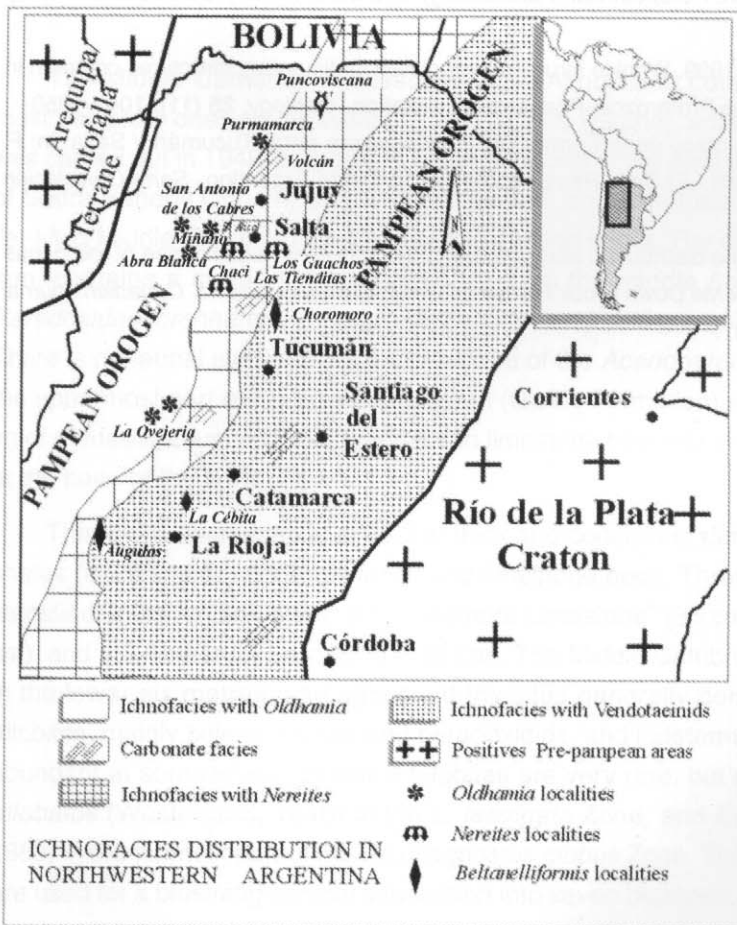 BOLIVIA
Arequipa/
Antofalla
Terrane
Puncoviscana
Purmamarca
Volcán
San Antonio
de los Cabres
Jujuy
Salta
Miñano
Abra Blanca
Chaci
Los Guachos
Las Tienditas
Choromoro
Tucumán
PAMPEAN OROGEN
PAMPEAN OROGEN
Santiago
del
Estero
Corrientes
La Ovejeria
Catamarca
La Cébita
Augulos
La Rioja
Río de la Plata
Craton
Córdoba
Ichnofacies with Oldhamia
Carbonate facies
Ichnofacies with Nereites
Ichnofacies with Vendotaeinids
Positives Pre-pampean areas
Oldhamia localities
Nereites localities
Beltanelliformis localities
ICHNOFACIES DISTRIBUTION IN
NORTHWESTERN ARGENTINA